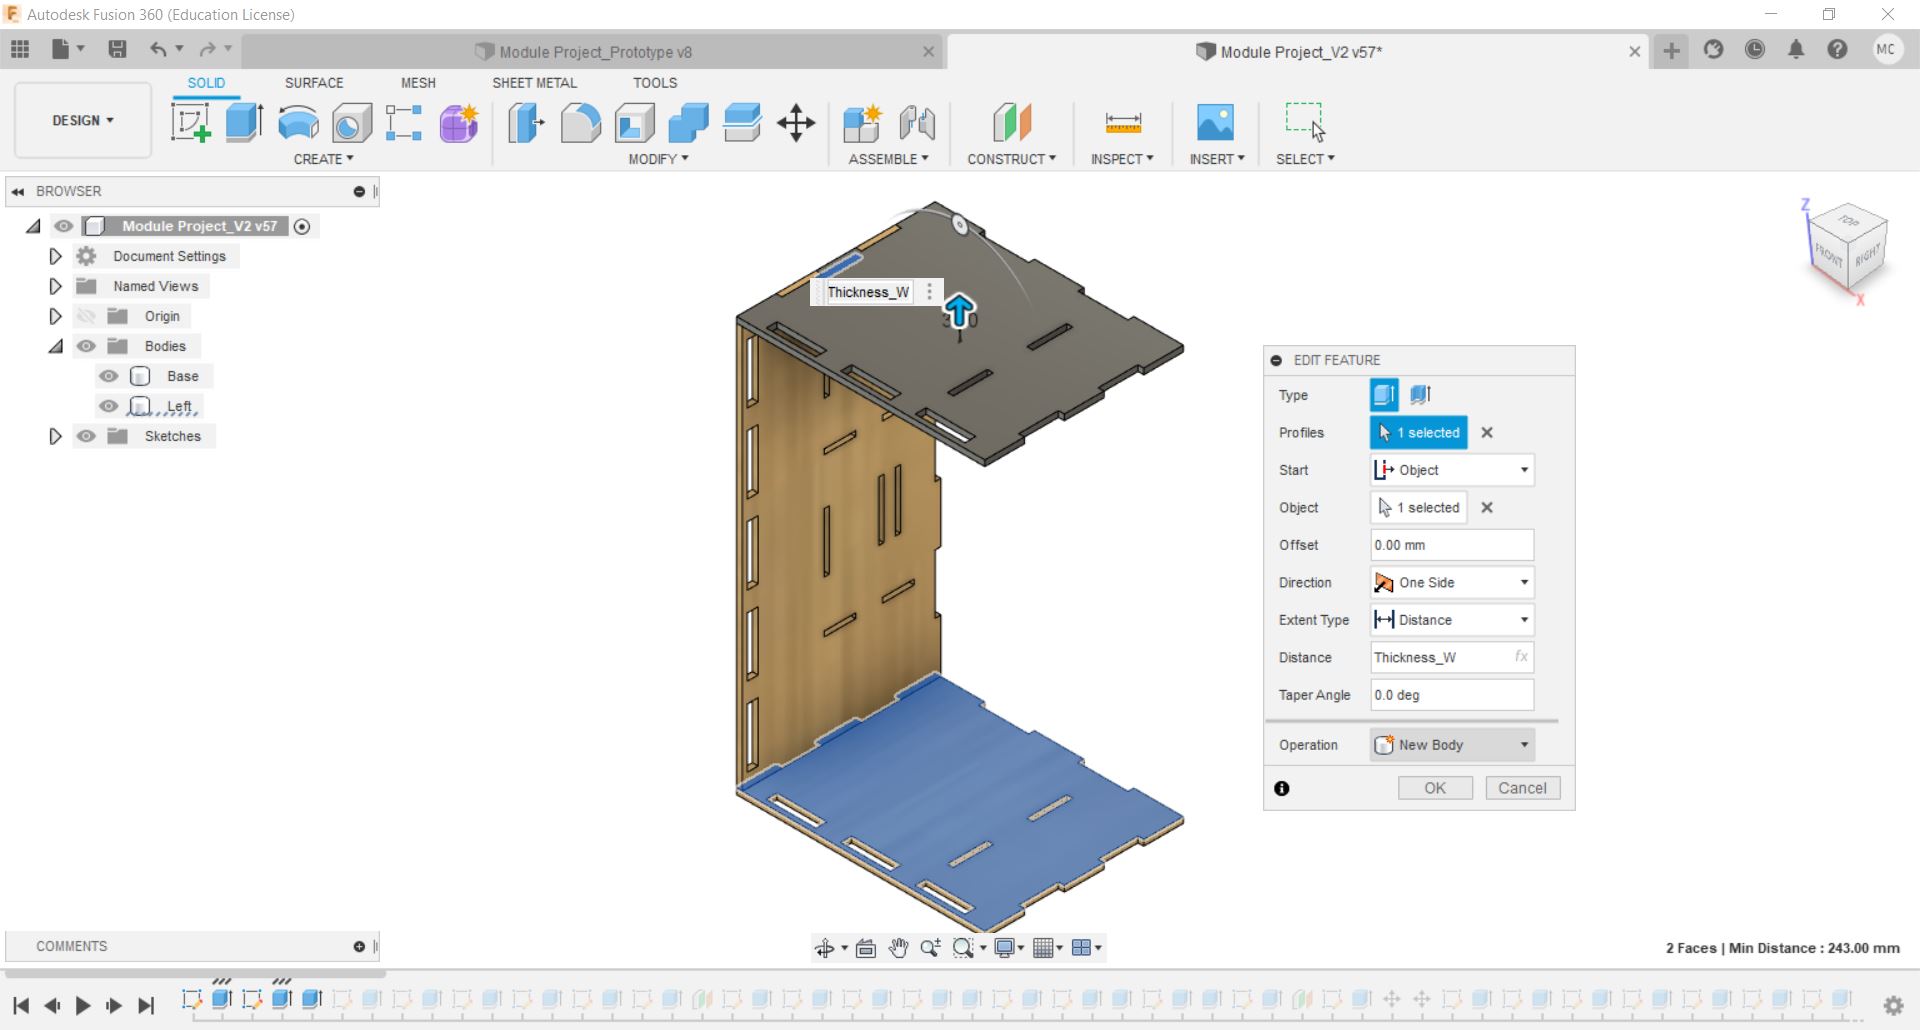 Autodesk Fusion 360 (Education License)
Module Project_Prototype v8
Module Project_V2 v57*
MC
SOLID SURFACE MESH SHEET METAL TOOLS
DESIGN
CREATE MODIFY ASSEMBLE CONSTRUCT INSPECT INSERT SELECT
BROWSER
Module Project_V2 v57
Document Settings
Named Views
Origin
Bodies
Base
Left
Sketches
Thickness_W
TOP
FRONT
RIGHT
Z
X
EDIT FEATURE
Type
Profiles 1 selected
Start Object
Object 1 selected
Offset 0.00 mm
Direction One Side
Extent Type Distance
Distance Thickness_W fx
Taper Angle 0.0 deg
Operation New Body
OK Cancel
COMMENTS
2 Faces | Min Distance : 243.00 mm